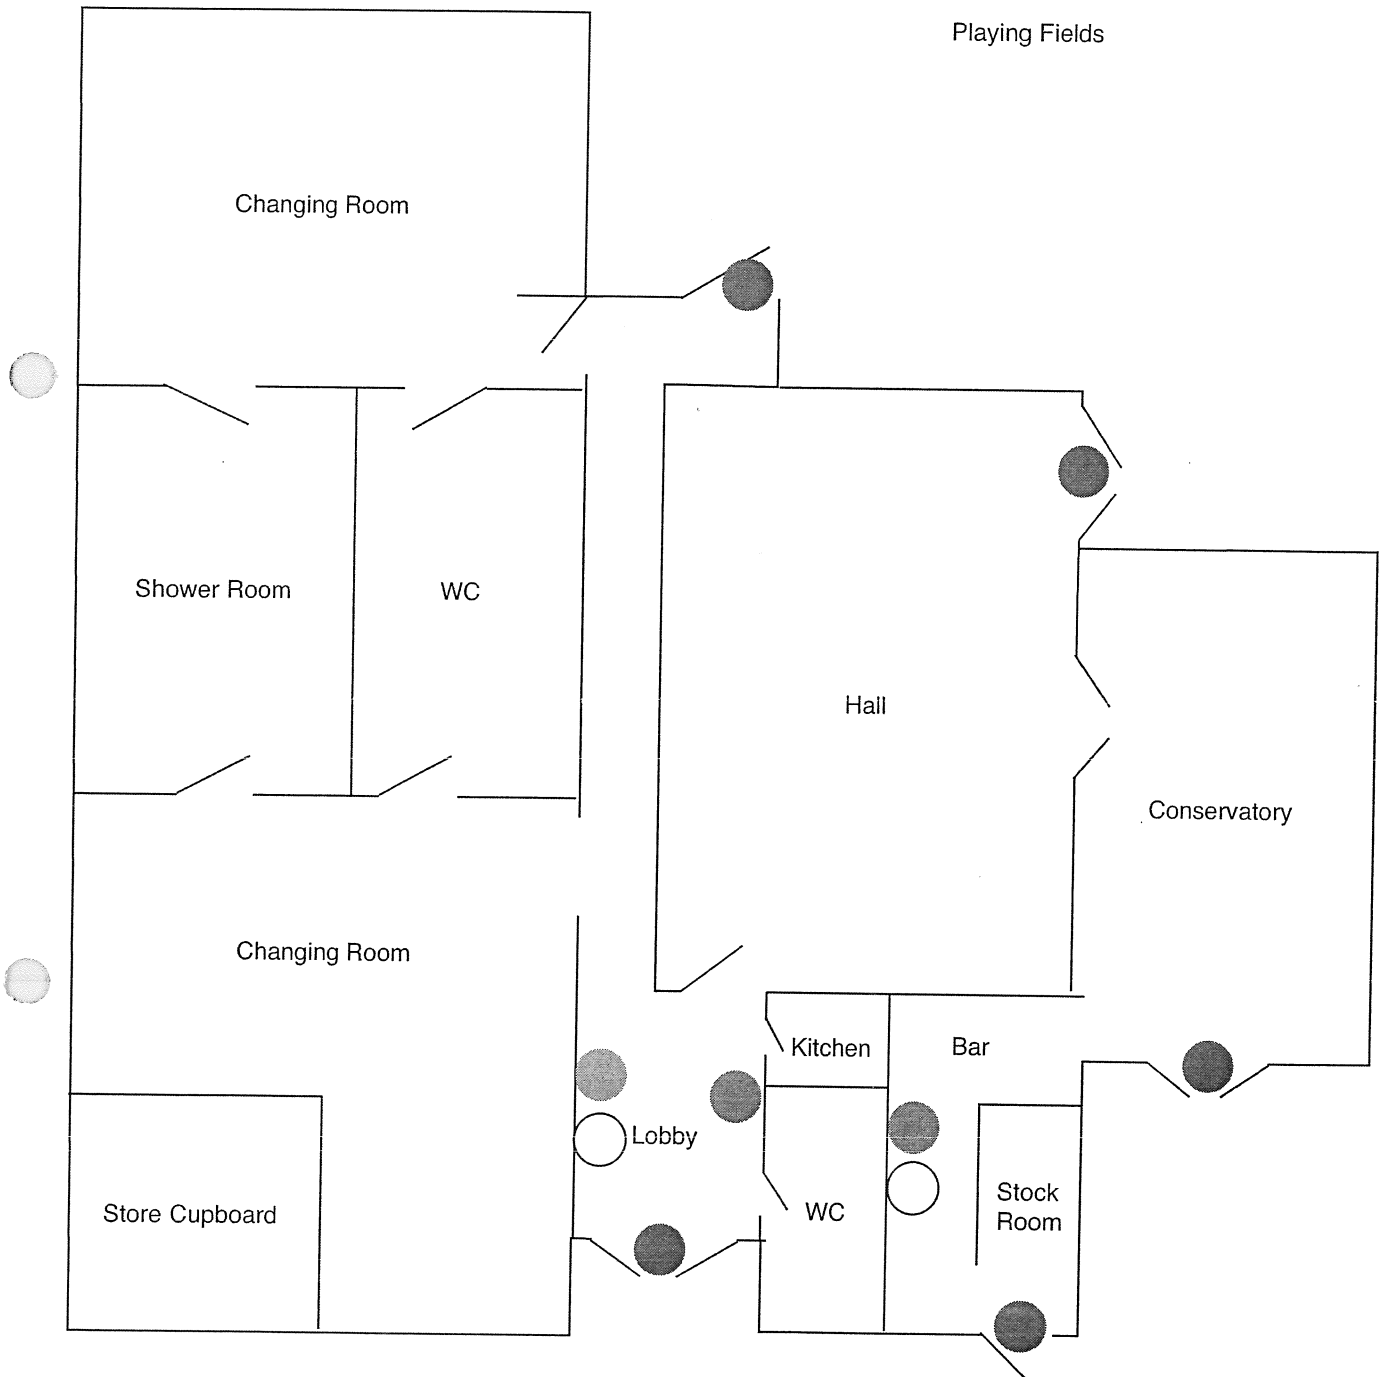 Playing Fields
Changing Room
Shower Room
WC
Hall
Conservatory
Changing Room
Kitchen
Bar
Lobby
Store Cupboard
WC
Stock
Room